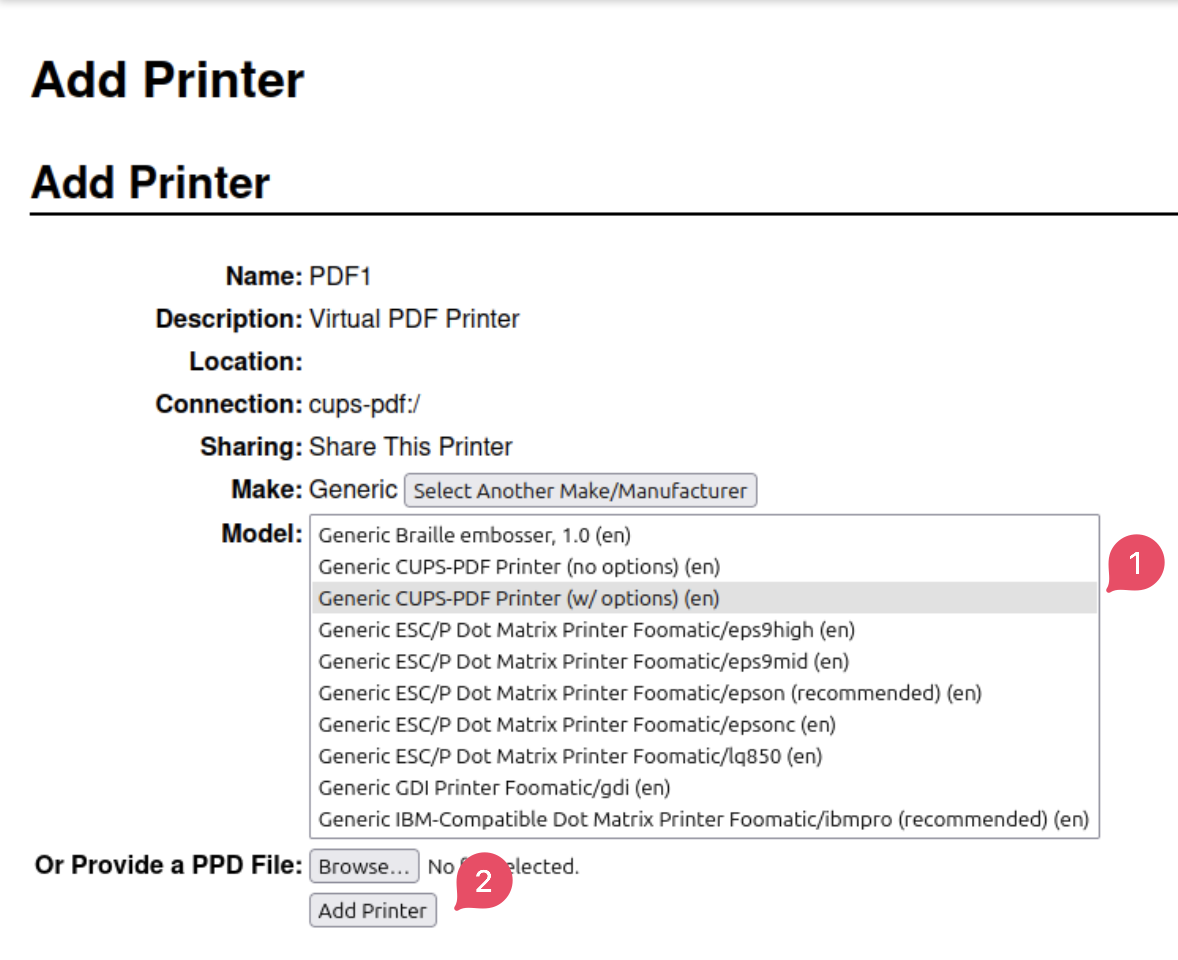 Add Printer
Add Printer
Name: PDF1
Description: Virtual PDF Printer
Location:
Connection: cups-pdf:/
Sharing: Share This Printer
Make: Generic Select Another Make/Manufacturer
Model: Generic Braille embosser, 1.0 (en)
Generic CUPS-PDF Printer (no options) (en)
1
Generic CUPS-PDF Printer (w/ options) (en)
Generic ESC/P Dot Matrix Printer Foomatic/eps9high (en)
Generic ESC/P Dot Matrix Printer Foomatic/eps9mid (en)
Generic ESC/P Dot Matrix Printer Foomatic/epson (recommended) (en)
Generic ESC/P Dot Matrix Printer Foomatic/epsonc (en)
Generic ESC/P Dot Matrix Printer Foomatic/lq850 (en)
Generic GDI Printer Foomatic/gdi (en)
Generic IBM-Compatible Dot Matrix Printer Foomatic/ibmpro (recommended) (en)
Or Provide a PPD File: Browse... No elected.
2
Add Printer